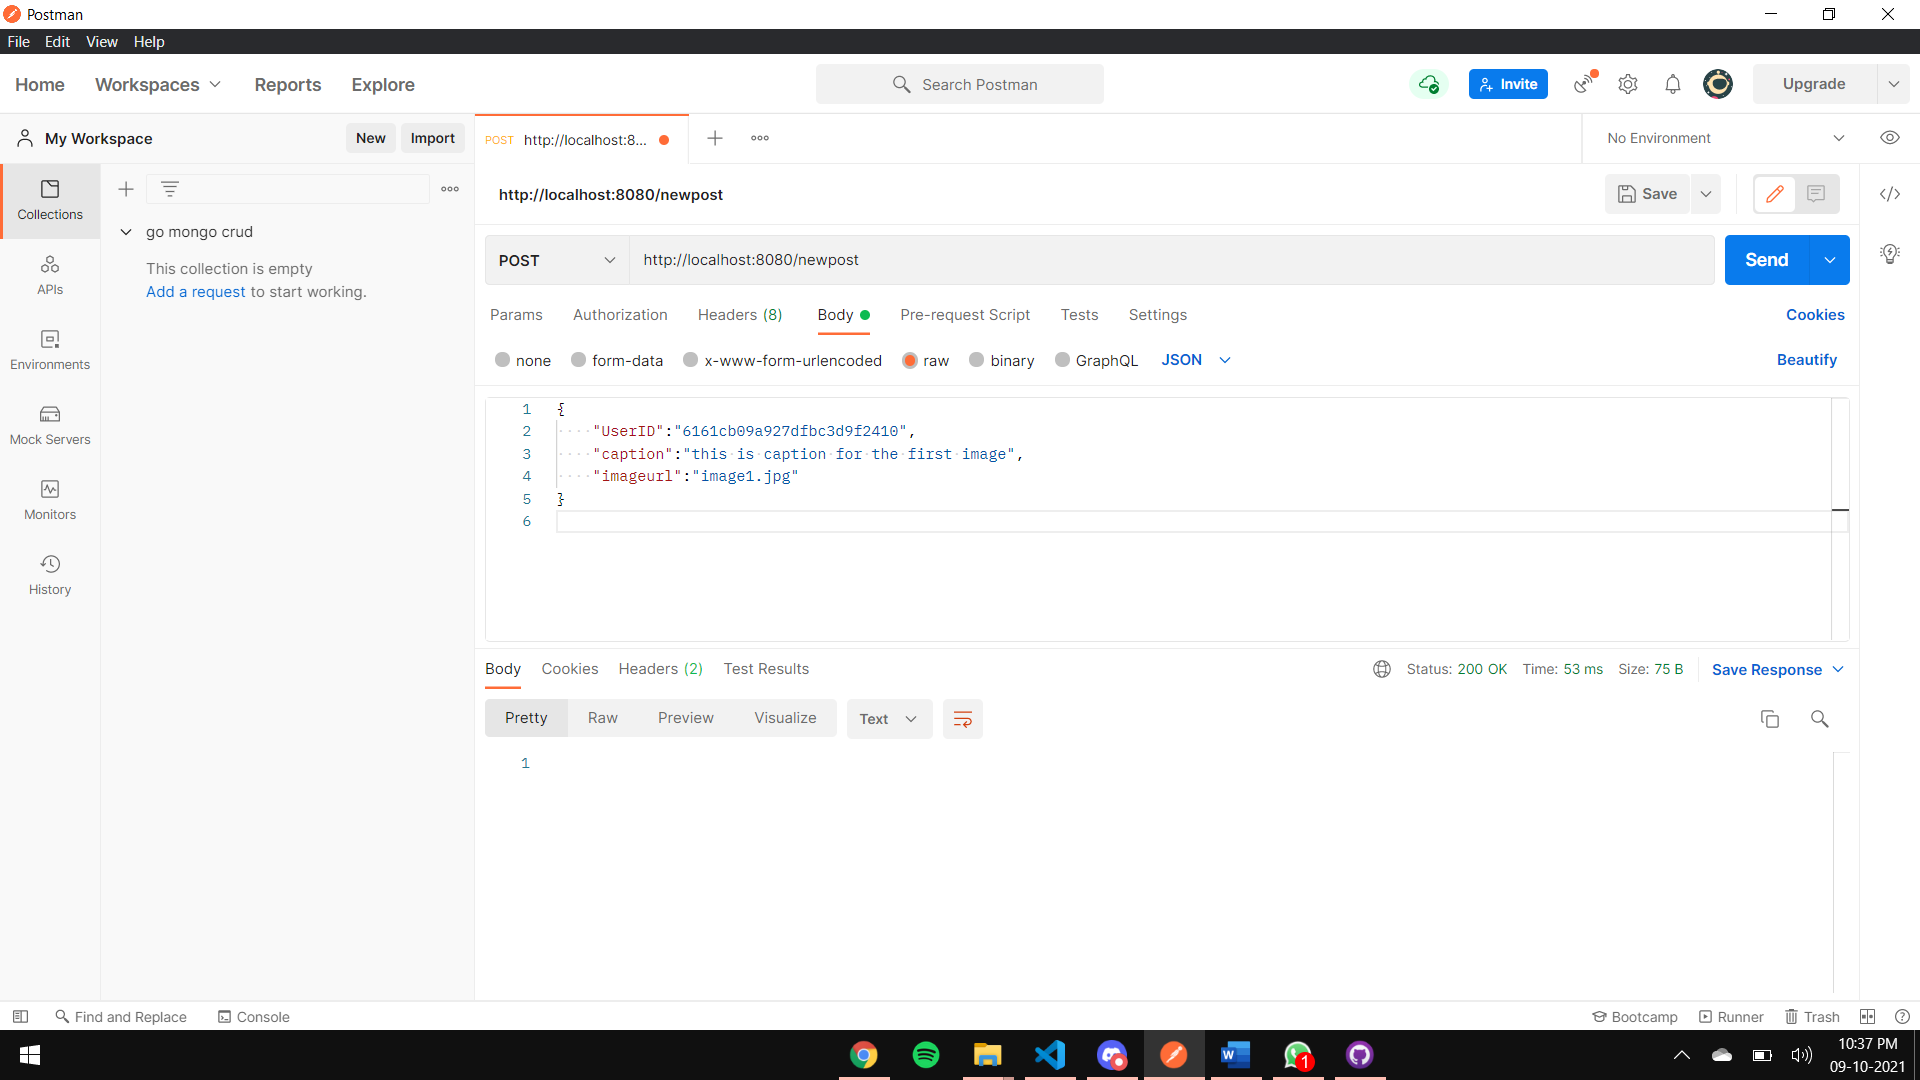 Postman
File Edit View Help
Home Workspaces Reports Explore Search Postman Invite Upgrade
My Workspace New Import POST http://localhost:8... No Environment
Collections
APIs
Environments
Mock Servers
Monitors
History
go mongo crud
This collection is empty
Add a request to start working.
http://localhost:8080/newpost Save
POST http://localhost:8080/newpost Send
Params Authorization Headers (8) Body Pre-request Script Tests Settings Cookies
none form-data x-www-form-urlencoded raw binary GraphQL JSON Beautify
1 {
2 "UserID":"6161cb09a927dfbc3d9f2410",
3 "caption":"this is caption for the first image",
4 "imageurl":"image1.jpg"
5 }
6
Body Cookies Headers (2) Test Results Status: 200 OK Time: 53 ms Size: 75 B Save Response
Pretty Raw Preview Visualize Text
1
Find and Replace Console Bootcamp Runner Trash
1
10:37 PM
09-10-2021